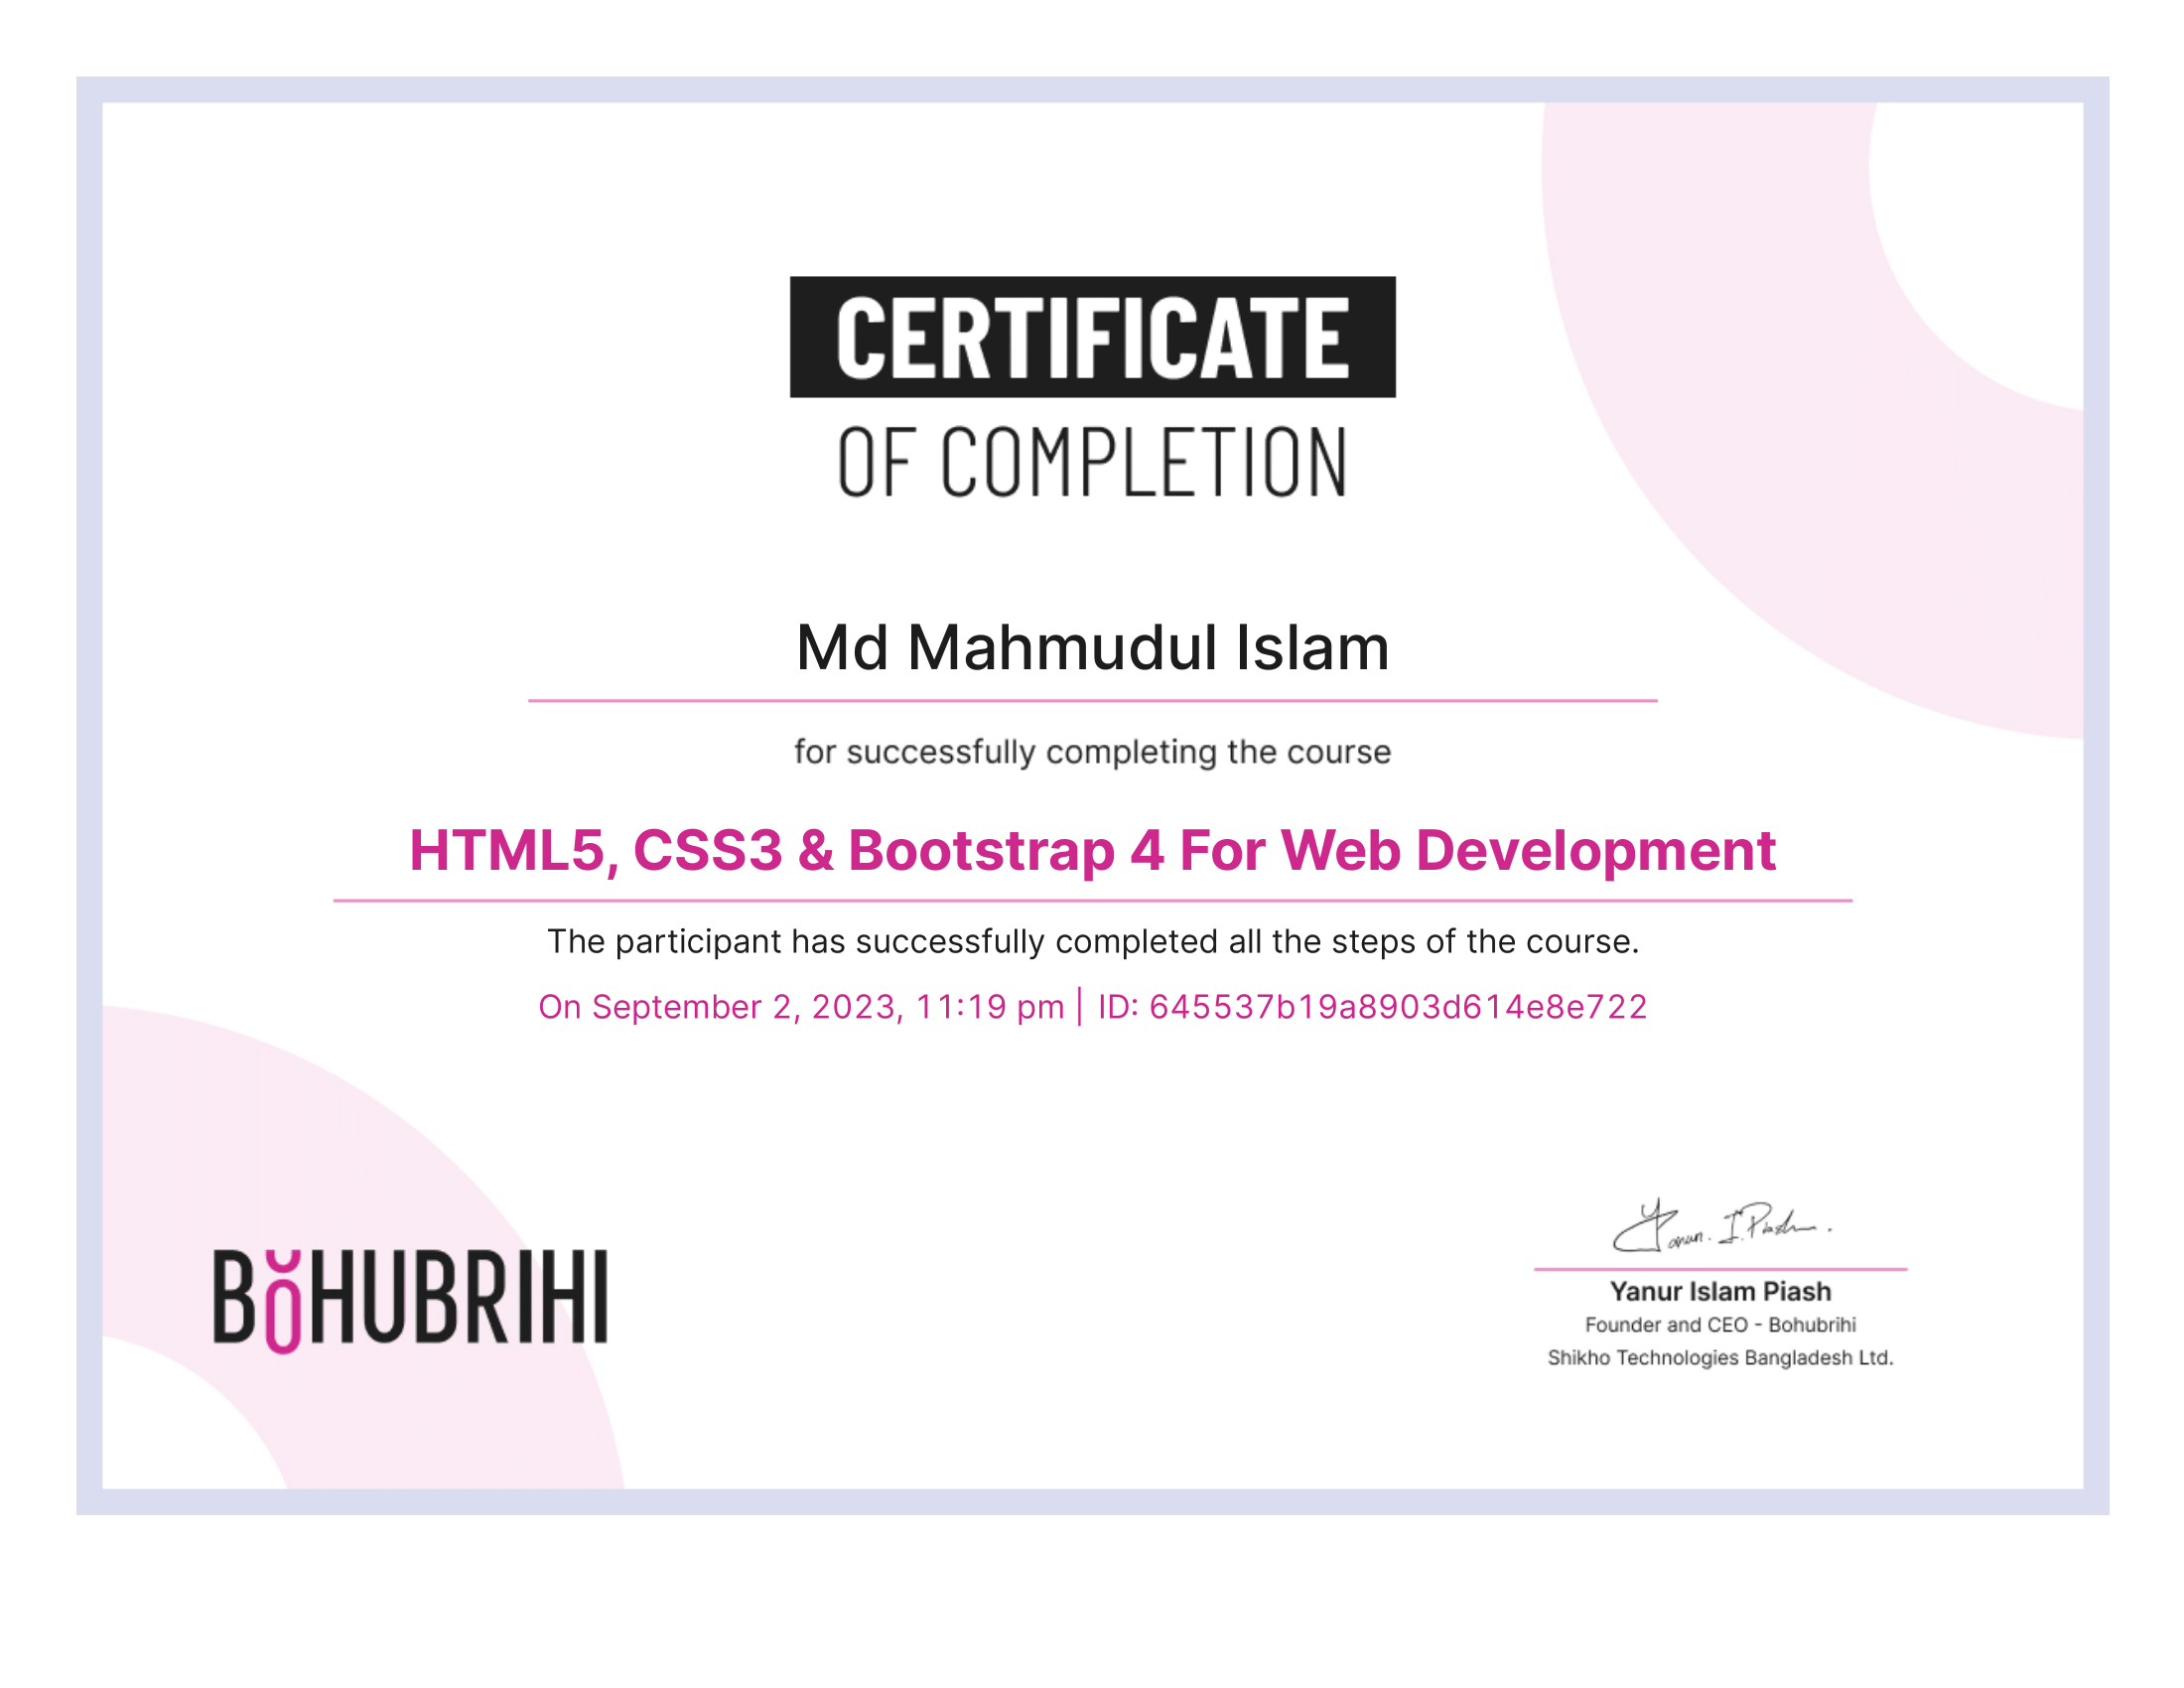 CERTIFICATE
OF COMPLETION
Md Mahmudul Islam
for successfully completing the course
HTML5, CSS3 & Bootstrap 4 For Web Development
The participant has successfully completed all the steps of the course.
On September 2, 2023, 11:19 pm | ID: 645537b19a8903d614e8e722
BOHUBRIHI
Yanur. I. Piash.
Yanur Islam Piash
Founder and CEO - Bohubrihi
Shikho Technologies Bangladesh Ltd.